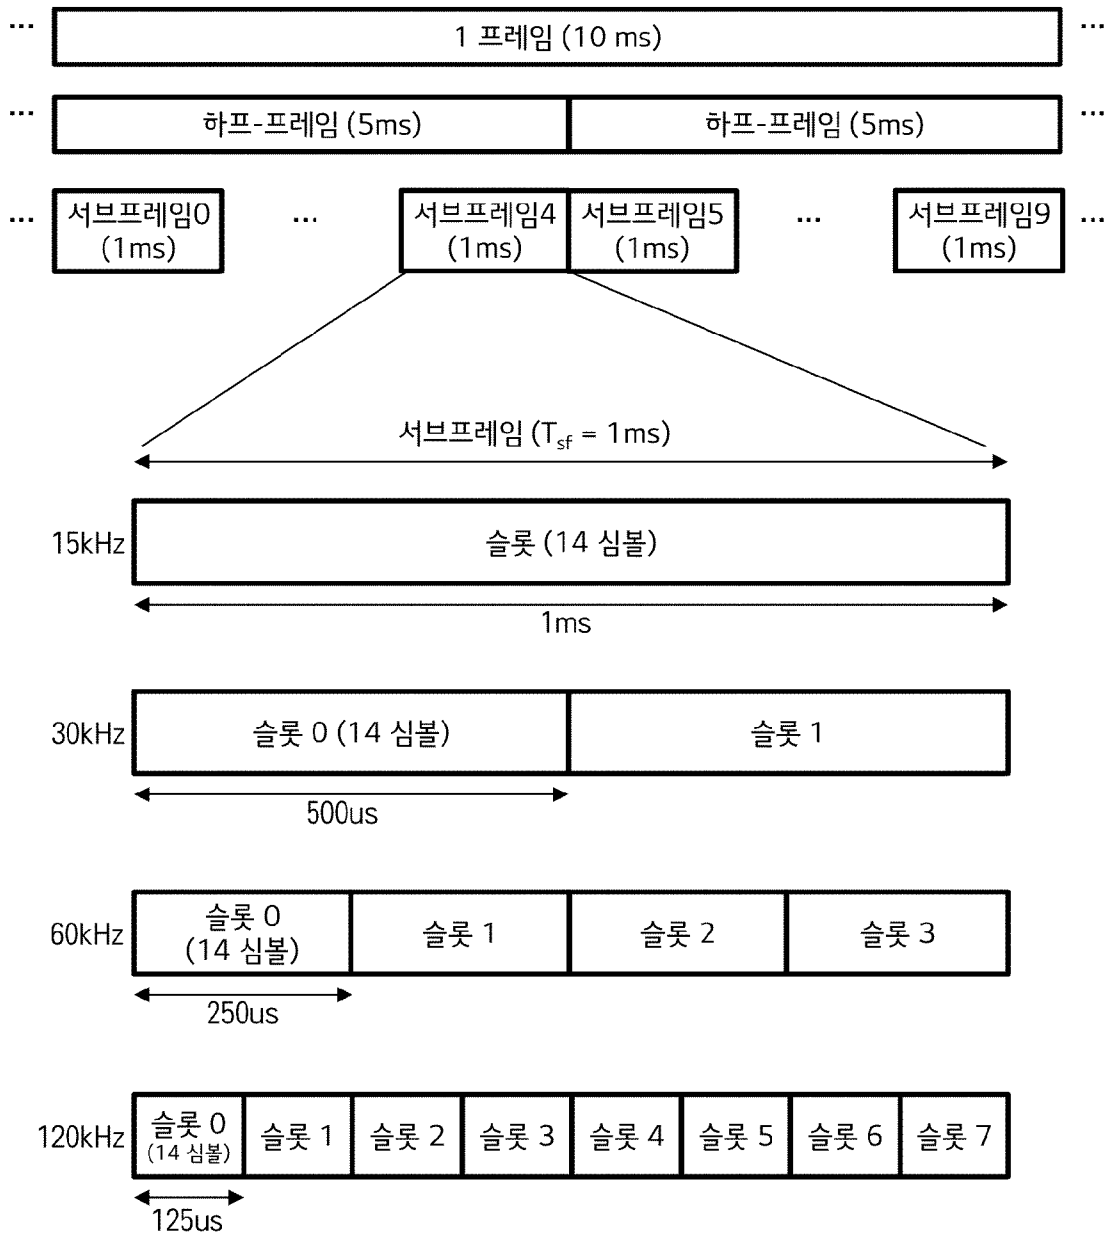 ... 1 프레임 (10 ms) ...
... 하프-프레임 (5ms) 하프-프레임 (5ms) ...
... 서브프레임0 ... 서브프레임4 서브프레임5 ... 서브프레임9 ...
(1ms) (1ms) (1ms) (1ms)
서브프레임 (Tsf = 1ms)
15kHz 슬롯 (14 심볼)
1ms
30kHz 슬롯 0 (14 심볼) 슬롯 1
500us
60kHz 슬롯 0 슬롯 1 슬롯 2 슬롯 3
(14 심볼)
250us
120kHz 슬롯 0 슬롯 1 슬롯 2 슬롯 3 슬롯 4 슬롯 5 슬롯 6 슬롯 7
(14 심볼)
125us